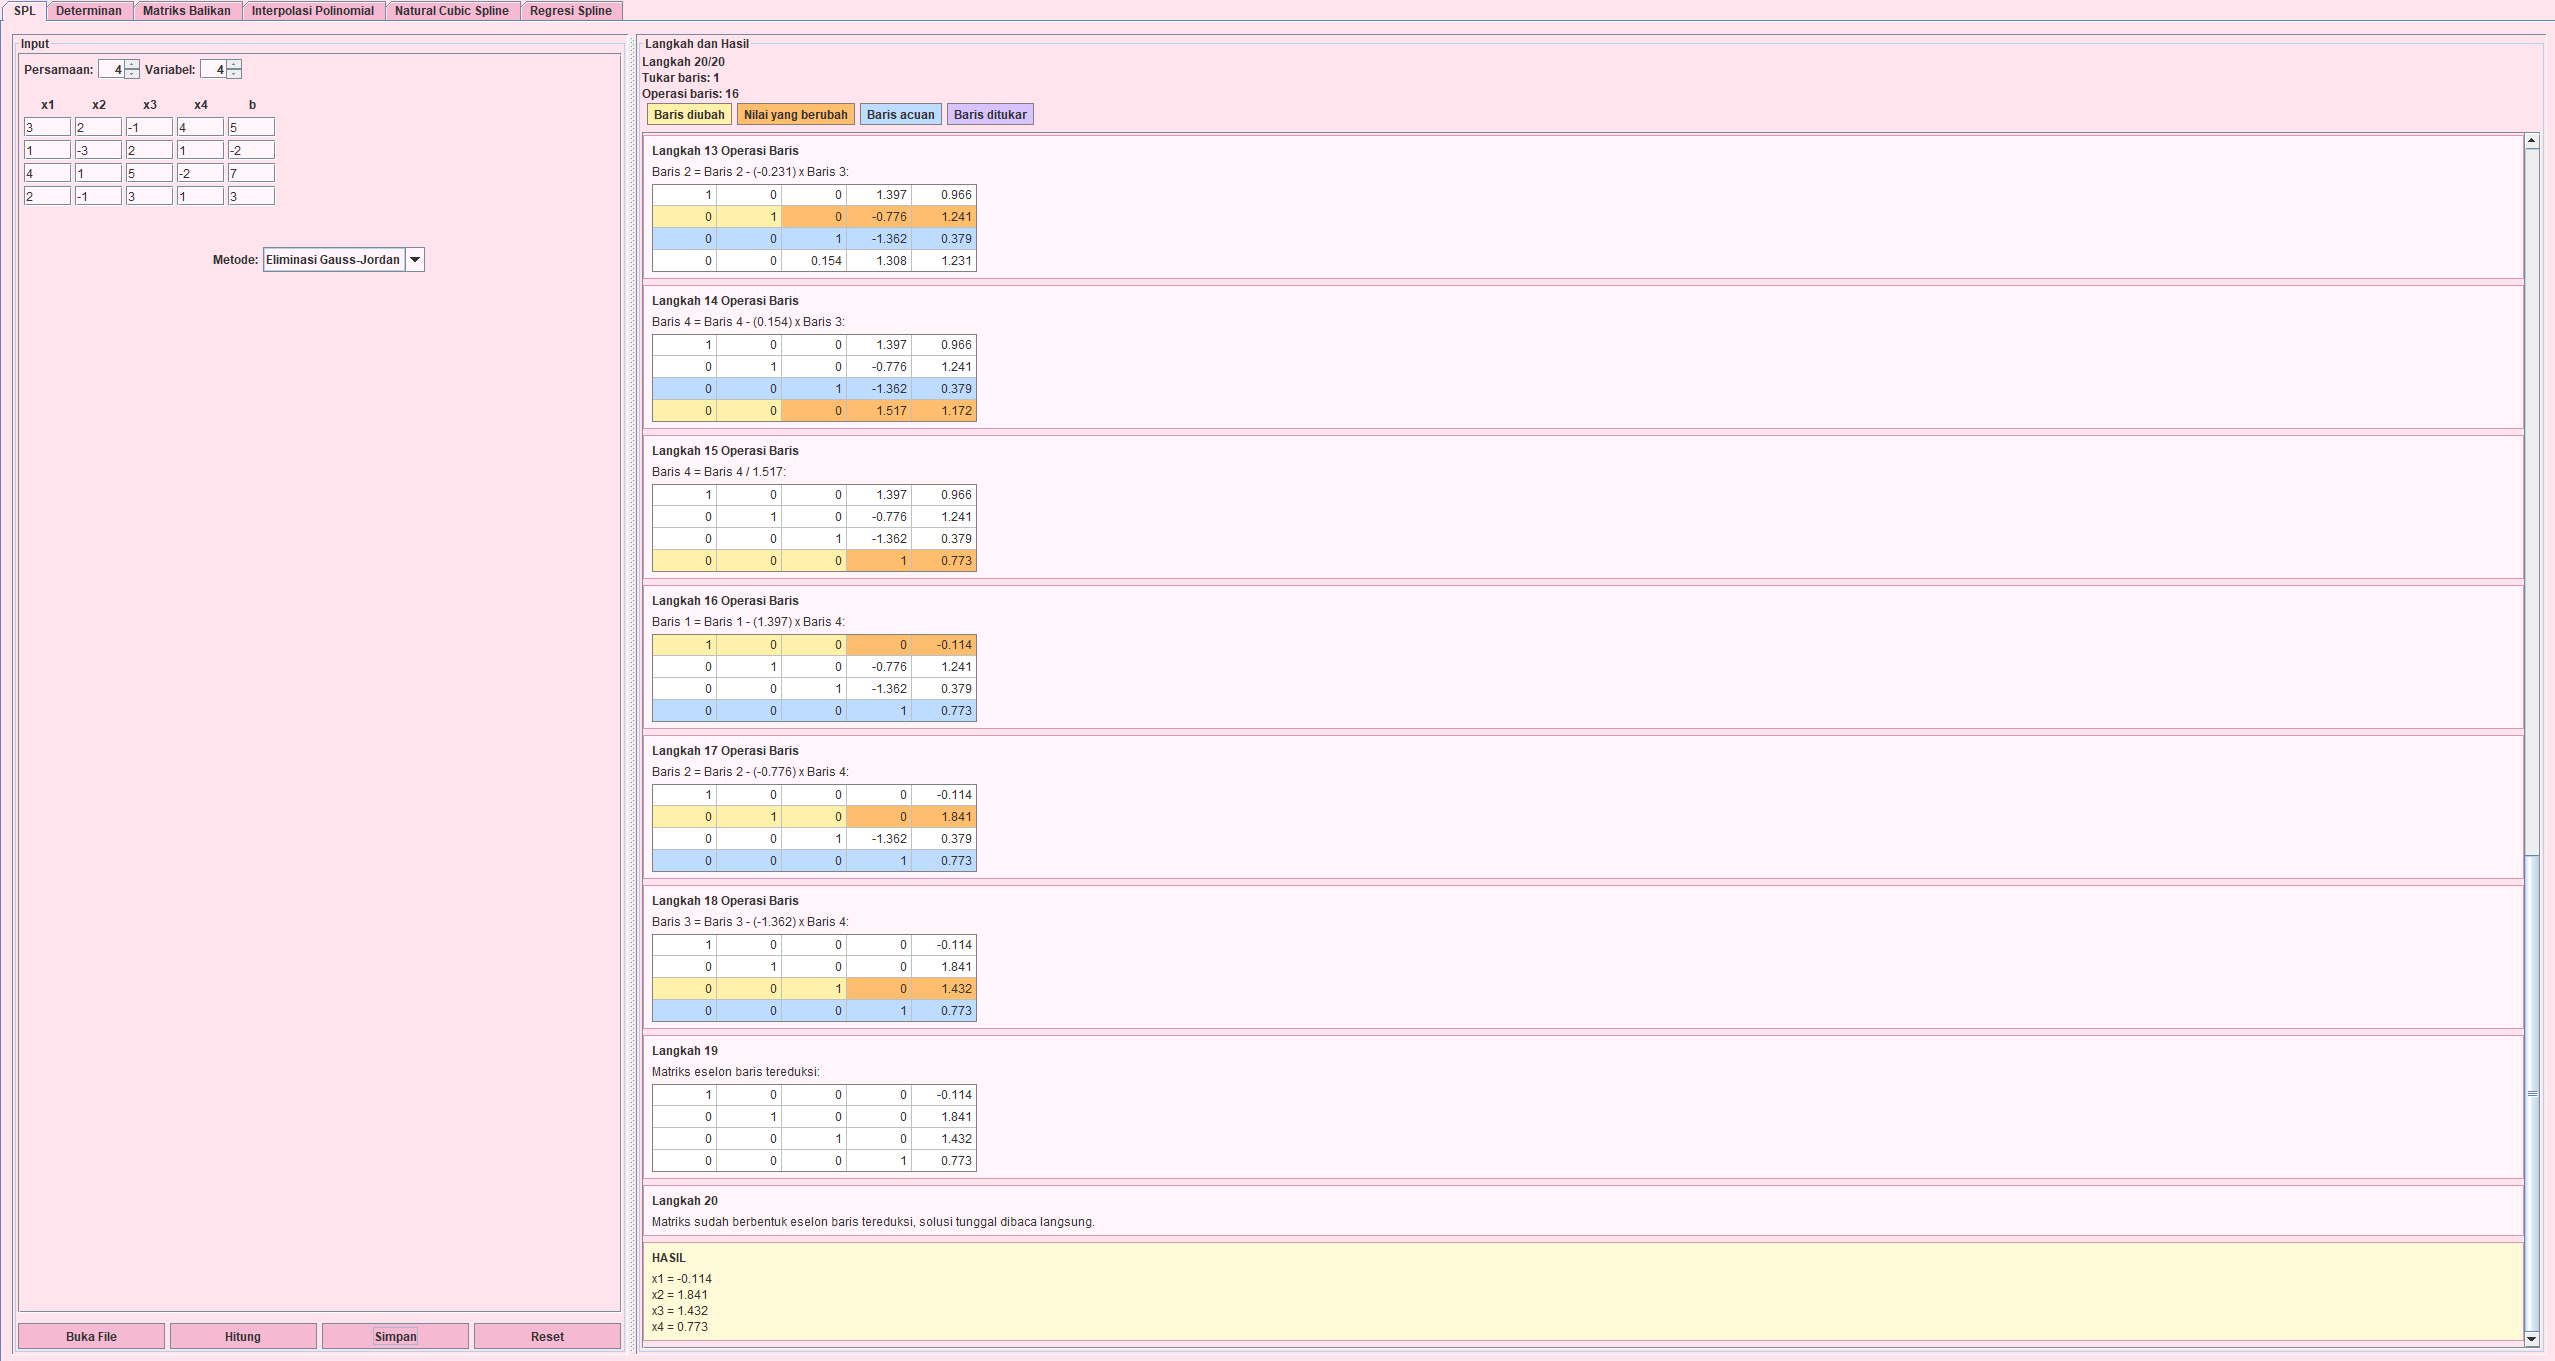 SPL Determinan Matriks Balikan Interpolasi Polinomial Natural Cubic Spline Regresi Spline
Input
Persamaan: 4 Variabel: 4
x1 x2 x3 x4 b
3 2 -1 4 5
1 -3 2 1 -2
4 1 5 -2 7
2 -1 3 1 3
Metode: Eliminasi Gauss-Jordan
Buka File Hitung Simpan Reset
Langkah dan Hasil
Langkah 20/20
Tukar baris: 1
Operasi baris: 16
Baris diubah Nilai yang berubah Baris acuan Baris ditukar
Langkah 13 Operasi Baris
Baris 2 = Baris 2 - (-0.231) x Baris 3:
1 0 0 1.397 0.966
0 1 0 -0.776 1.241
0 0 1 -1.362 0.379
0 0 0.154 1.308 1.231
Langkah 14 Operasi Baris
Baris 4 = Baris 4 - (0.154) x Baris 3:
1 0 0 1.397 0.966
0 1 0 -0.776 1.241
0 0 1 -1.362 0.379
0 0 0 1.517 1.172
Langkah 15 Operasi Baris
Baris 4 = Baris 4 / 1.517:
1 0 0 1.397 0.966
0 1 0 -0.776 1.241
0 0 1 -1.362 0.379
0 0 0 1 0.773
Langkah 16 Operasi Baris
Baris 1 = Baris 1 - (1.397) x Baris 4:
1 0 0 0 -0.114
0 1 0 -0.776 1.241
0 0 1 -1.362 0.379
0 0 0 1 0.773
Langkah 17 Operasi Baris
Baris 2 = Baris 2 - (-0.776) x Baris 4:
1 0 0 0 -0.114
0 1 0 0 1.841
0 0 1 -1.362 0.379
0 0 0 1 0.773
Langkah 18 Operasi Baris
Baris 3 = Baris 3 - (-1.362) x Baris 4:
1 0 0 0 -0.114
0 1 0 0 1.841
0 0 1 0 1.432
0 0 0 1 0.773
Langkah 19
Matriks eselon baris tereduksi:
1 0 0 0 -0.114
0 1 0 0 1.841
0 0 1 0 1.432
0 0 0 1 0.773
Langkah 20
Matriks sudah berbentuk eselon baris tereduksi, solusi tunggal dibaca langsung.
HASIL
x1 = -0.114
x2 = 1.841
x3 = 1.432
x4 = 0.773